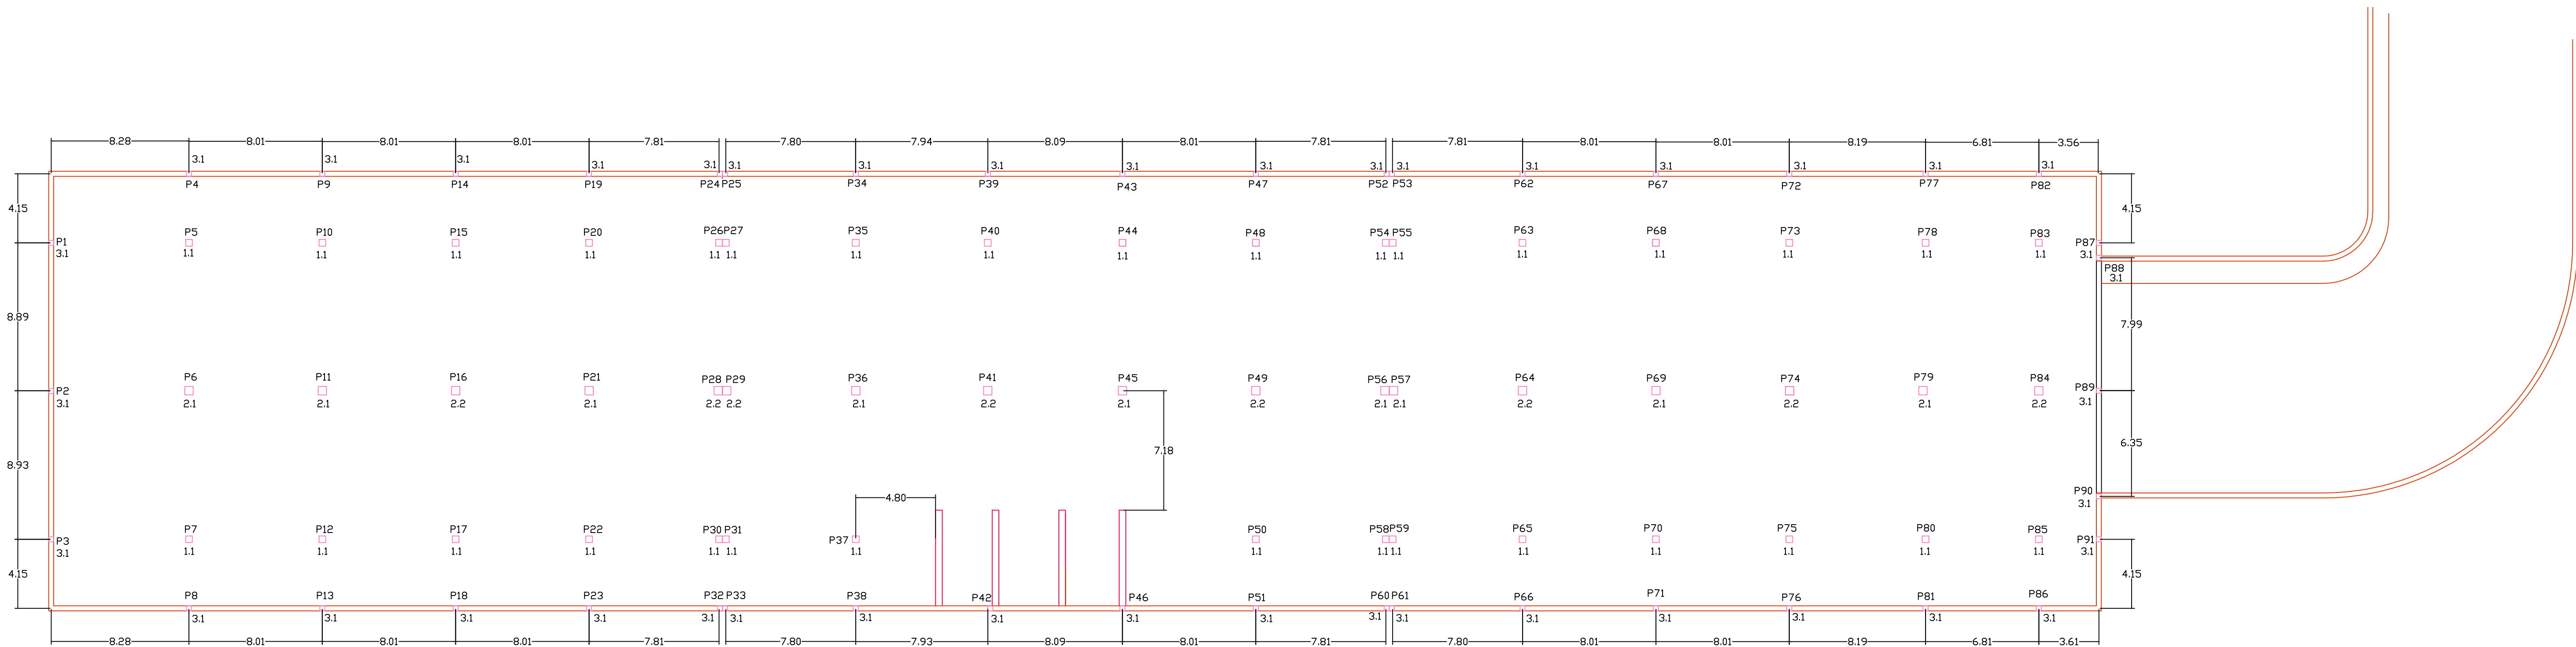 8.28 8.01 8.01 8.01 7.81 7.80 7.94 8.09 8.01 7.81 7.81 8.01 8.01 8.19 6.81 3.56
3.1 3.1 3.1 3.1 3.1 3.1 3.1 3.1 3.1 3.1 3.1 3.1 3.1 3.1 3.1 3.1 3.1
P4 P9 P14 P19 P24 P25 P34 P39 P43 P47 P52 P53 P62 P67 P72 P77 P82
4.15 4.15
P1 P5 P10 P15 P20 P26 P27 P35 P40 P44 P48 P54 P55 P63 P68 P73 P78 P83 P87
3.1 1.1 1.1 1.1 1.1 1.1 1.1 1.1 1.1 1.1 1.1 1.1 1.1 1.1 1.1 1.1 1.1 1.1 3.1
P88
3.1
8.89 7.99
P2 P6 P11 P16 P21 P28 P29 P36 P41 P45 P49 P56 P57 P64 P69 P74 P79 P84 P89
3.1 2.1 2.1 2.2 2.1 2.2 2.2 2.1 2.2 2.1 2.2 2.1 2.1 2.2 2.1 2.2 2.1 2.2 3.1
8.93 7.18 6.35
4.80 P90
3.1
P3 P7 P12 P17 P22 P30 P31 P37 P50 P58 P59 P65 P70 P75 P80 P85 P91
3.1 1.1 1.1 1.1 1.1 1.1 1.1 1.1 1.1 1.1 1.1 1.1 1.1 1.1 1.1 1.1 3.1
4.15 4.15
P8 P13 P18 P23 P32 P33 P38 P42 P46 P51 P60 P61 P66 P71 P76 P81 P86
3.1 3.1 3.1 3.1 3.1 3.1 3.1 3.1 3.1 3.1 3.1 3.1 3.1 3.1 3.1 3.1 3.1
8.28 8.01 8.01 8.01 7.81 7.80 7.93 8.09 8.01 7.81 7.80 8.01 8.01 8.19 6.81 3.61